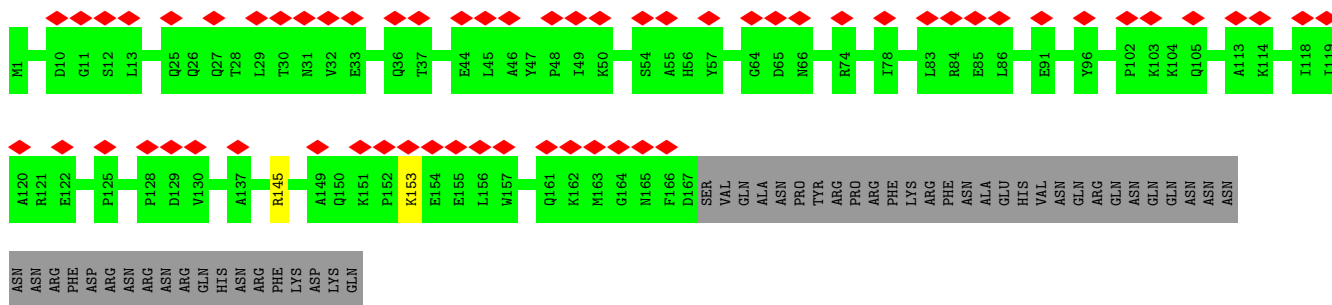 M1 D10 G11 S12 L13 Q25 Q26 Q27 T28 L29 T30 N31 V32 E33 Q36 T37 E44 L45 A46 Y47 P48 I49 K50 S54 A55 H56 Y57 G64 D65 N66 R74 I78 L83 R84 E85 L86 E91 Y96 P102 K103 K104 Q105 A113 K114 I118 I119
A120 R121 E122 P125 P128 D129 V130 A137 R145 A149 Q150 K151 P152 K153 E154 E155 L156 W157 Q161 K162 M163 G164 N165 F166 D167 SER VAL GLN ALA ASN PRO TYR ARG PRO ARG PHE LYS ARG PHE ASN ALA GLU HIS VAL ASN GLN ARG GLN ASN GLN GLN ASN ASN ASN
ASN ASN ARG PHE ASP ARG ASN ARG ASN ARG GLN HIS ASN ARG PHE LYS ASP LYS GLN